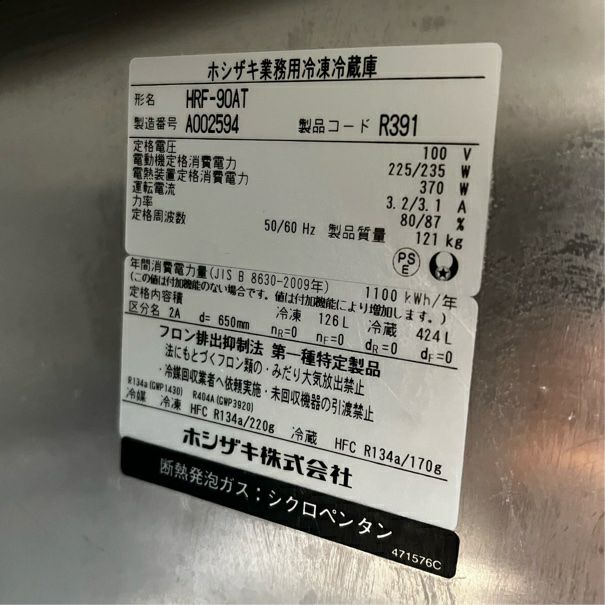 ホシザキ業務用冷凍冷蔵庫
形名 HRF-90AT
製造番号 A002594 製品コード R391
定格電圧 100 V
電動機定格消費電力 225/235 W
電熱装置定格消費電力 370 W
運転電流 3.2/3.1 A
力率 80/87 %
定格周波数 50/60 Hz 製品質量 121 kg
PS
E
年間消費電力量(JIS B 8630-2009年) 1100 kWh/年
(この値は付加機能のない場合です。値は付加機能により増加します。)
定格内容積 冷凍 126 L 冷蔵 424 L
区分名 2A d= 650mm nR=0 nF=0 dR=0 dF=0
フロン排出抑制法 第一種特定製品
法にもとづくフロン類の・みだり大気放出禁止
・冷媒回収業者へ依頼実施・未回収機器の引渡禁止
R134a(GWP1430) R404A(GWP3920)
冷媒 冷凍 HFC R134a/220g 冷蔵 HFC R134a/170g
ホシザキ株式会社
断熱発泡ガス:シクロペンタン
471576C